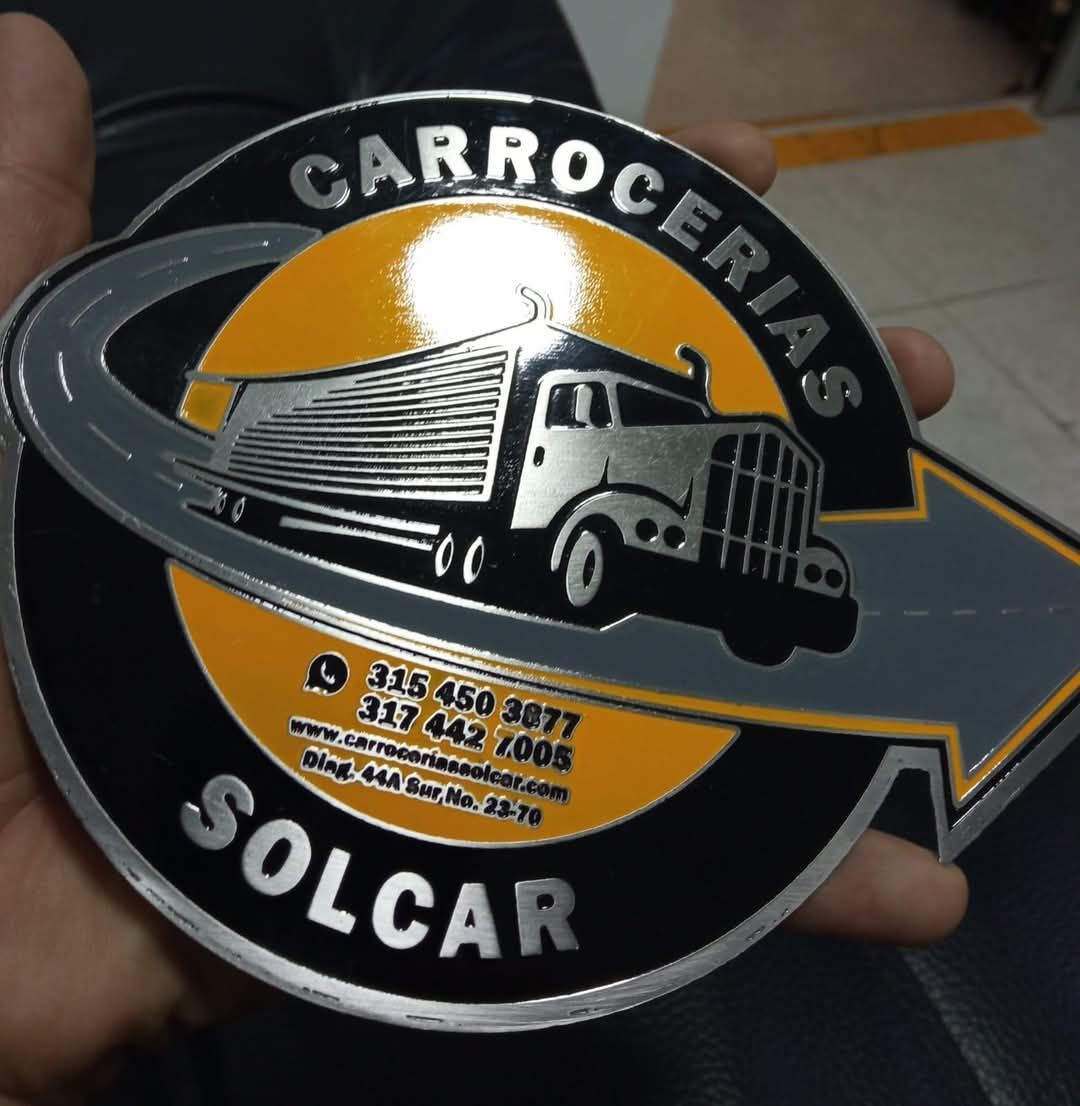 CARROCERIAS
315 450 3877
317 442 7005
www.carroceriassolcar.com
Diag. 44A Sur No. 23-70
SOLCAR